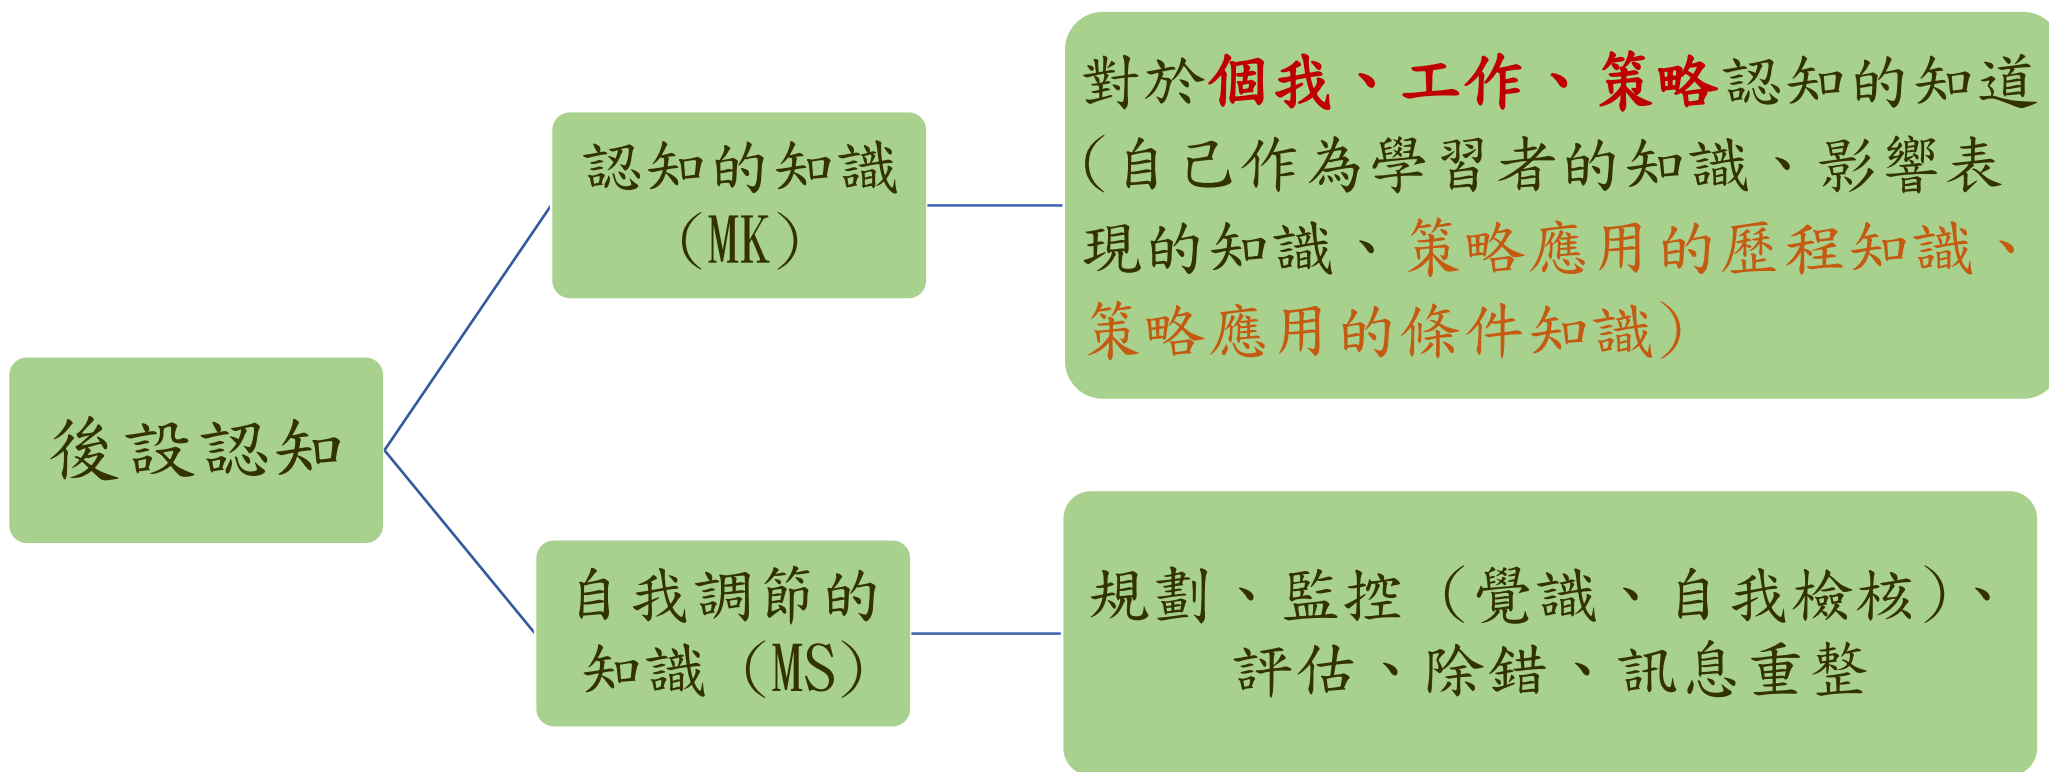 後設認知
認知的知識
（MK）
對於個我、工作、策略認知的知道
（自己作為學習者的知識、影響表
現的知識、策略應用的歷程知識、
策略應用的條件知識）
自我調節的
知識（MS）
規劃、監控（覺識、自我檢核）、
評估、除錯、訊息重整